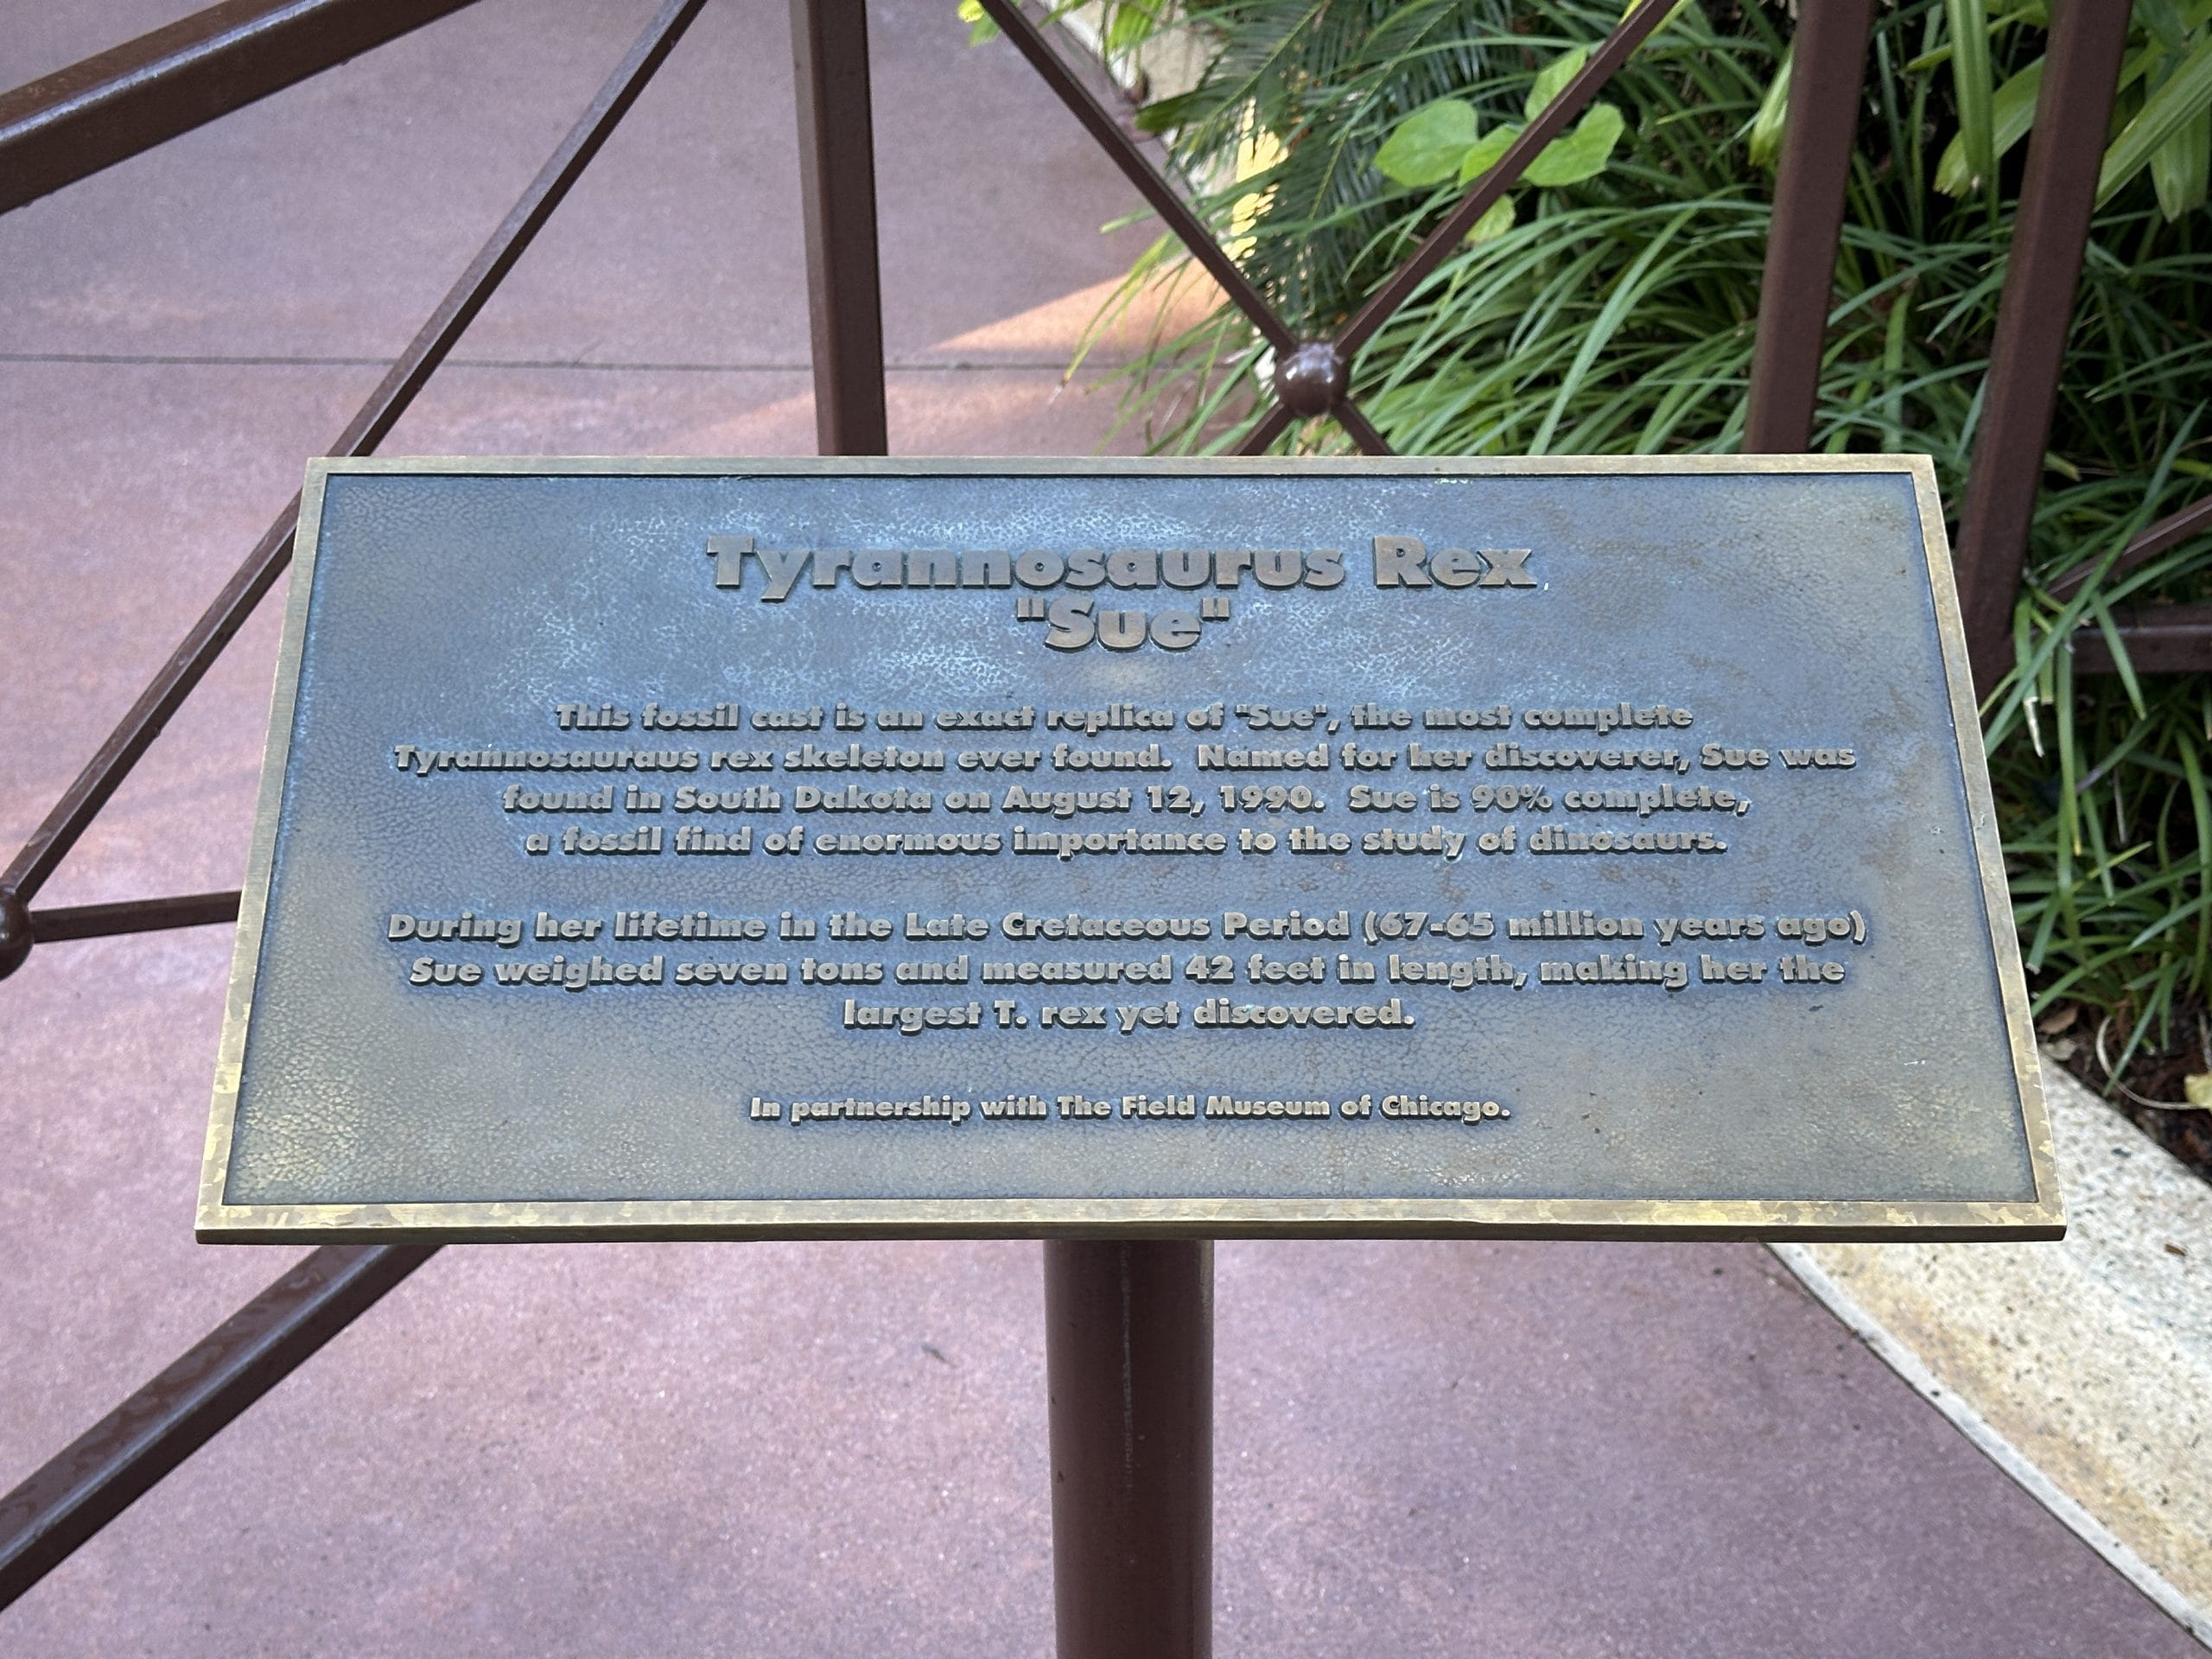 Tyrannosaurus Rex
"Sue"
This fossil cast is an exact replica of "Sue", the most complete
Tyrannosauraus rex skeleton ever found. Named for her discoverer, Sue was
found in South Dakota on August 12, 1990. Sue is 90% complete,
a fossil find of enormous importance to the study of dinosaurs.
During her lifetime in the Late Cretaceous Period (67-65 million years ago)
Sue weighed seven tons and measured 42 feet in length, making her the
largest T. rex yet discovered.
In partnership with The Field Museum of Chicago.